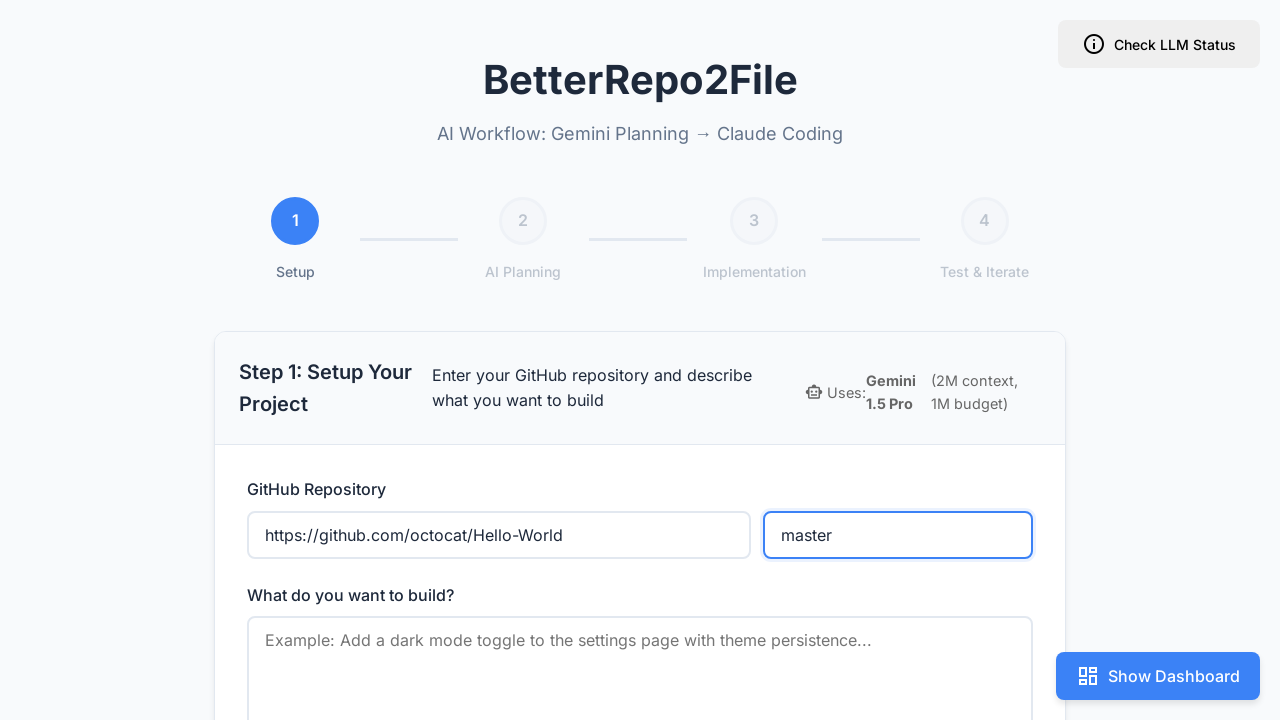 Check LLM Status
BetterRepo2File
AI Workflow: Gemini Planning → Claude Coding
1
2
3
4
Setup
AI Planning
Implementation
Test & Iterate
Step 1: Setup Your
Project
Enter your GitHub repository and describe
what you want to build
Uses:
Gemini
1.5 Pro
(2M context,
1M budget)
GitHub Repository
https://github.com/octocat/Hello-World
master
What do you want to build?
Example: Add a dark mode toggle to the settings page with theme persistence...
Show Dashboard